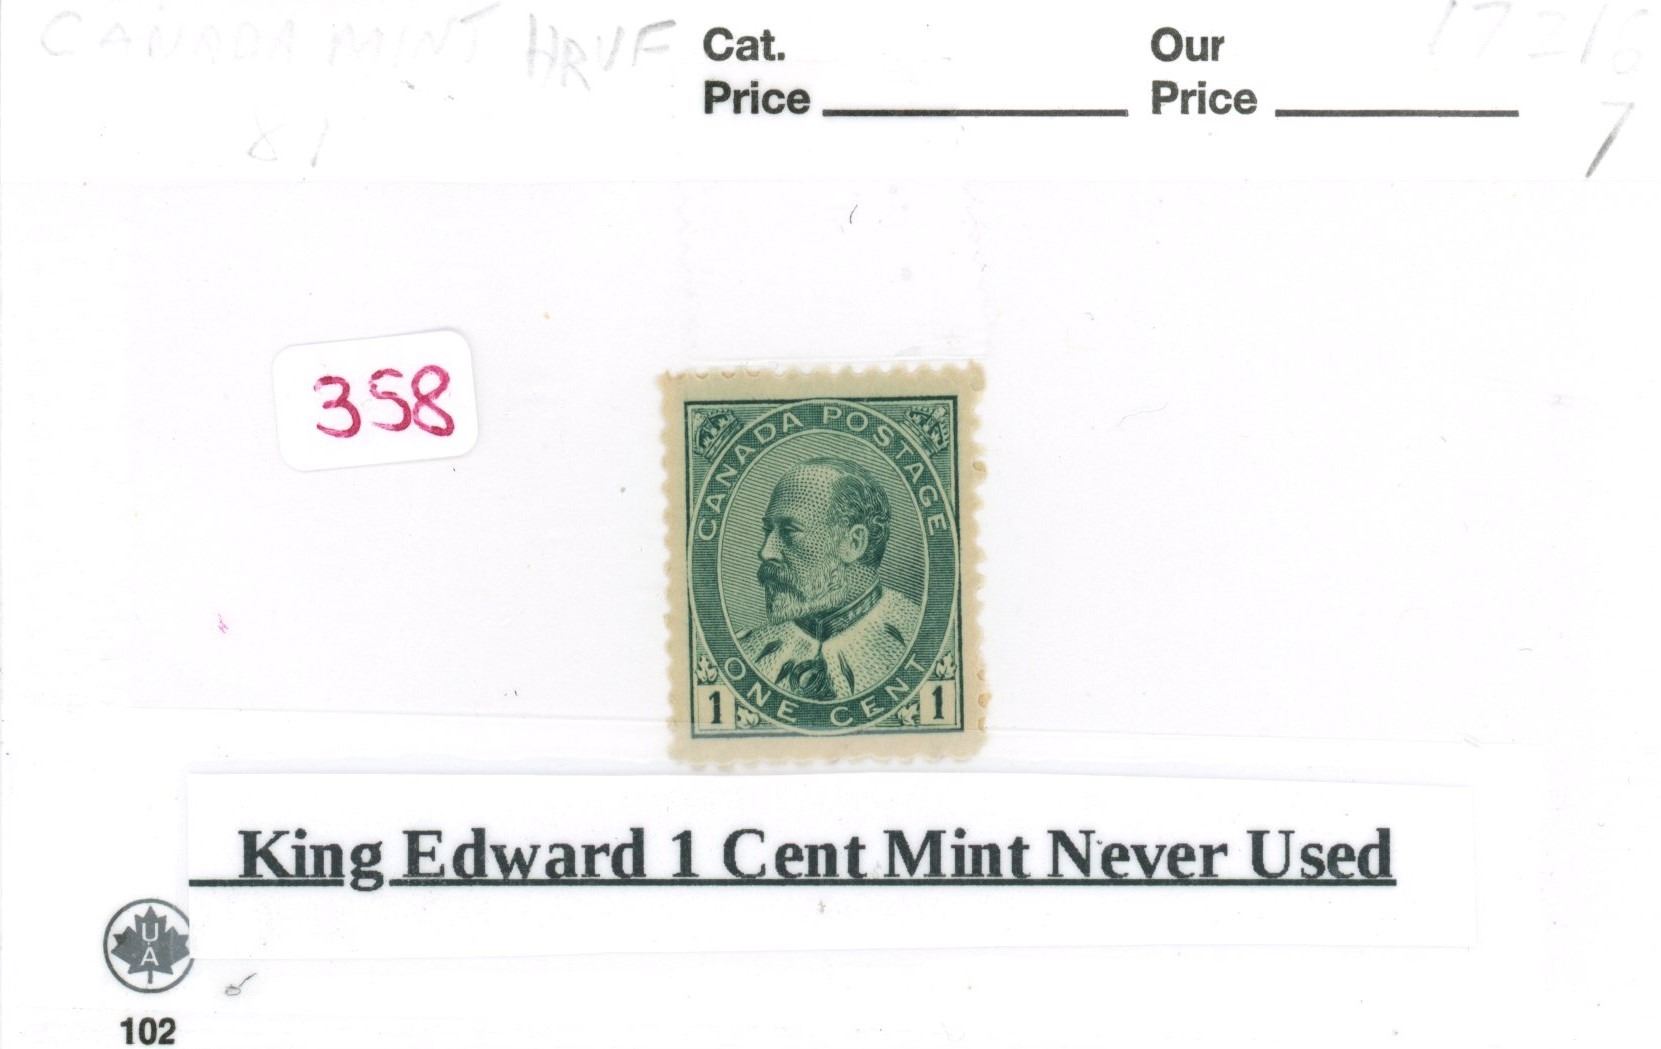 CANADA MINT HRVF
Cat.
Price
Our
Price
7
358
CANADA POSTAGE
ONE CENT
1
1
King Edward 1 Cent Mint Never Used
U
A
102